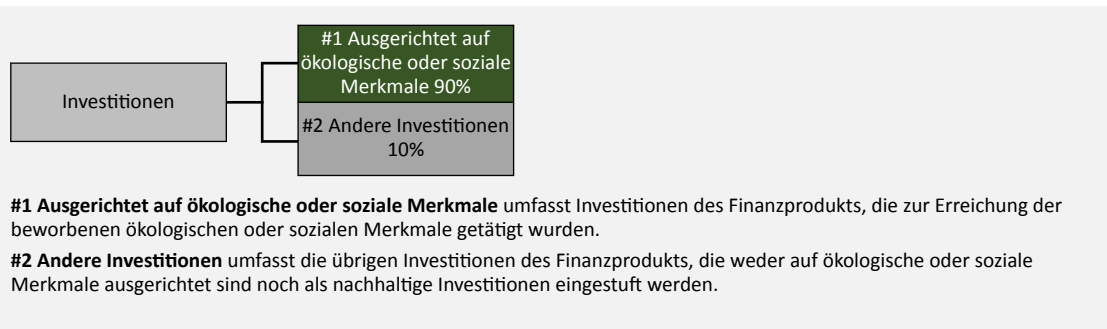 #1 Ausgerichtet auf
ökologische oder soziale
Merkmale 90%
Investitionen
#2 Andere Investitionen
10%
#1 Ausgerichtet auf ökologische oder soziale Merkmale umfasst Investitionen des Finanzprodukts, die zur Erreichung der
beworbenen ökologischen oder sozialen Merkmale getätigt wurden.
#2 Andere Investitionen umfasst die übrigen Investitionen des Finanzprodukts, die weder auf ökologische oder soziale
Merkmale ausgerichtet sind noch als nachhaltige Investitionen eingestuft werden.